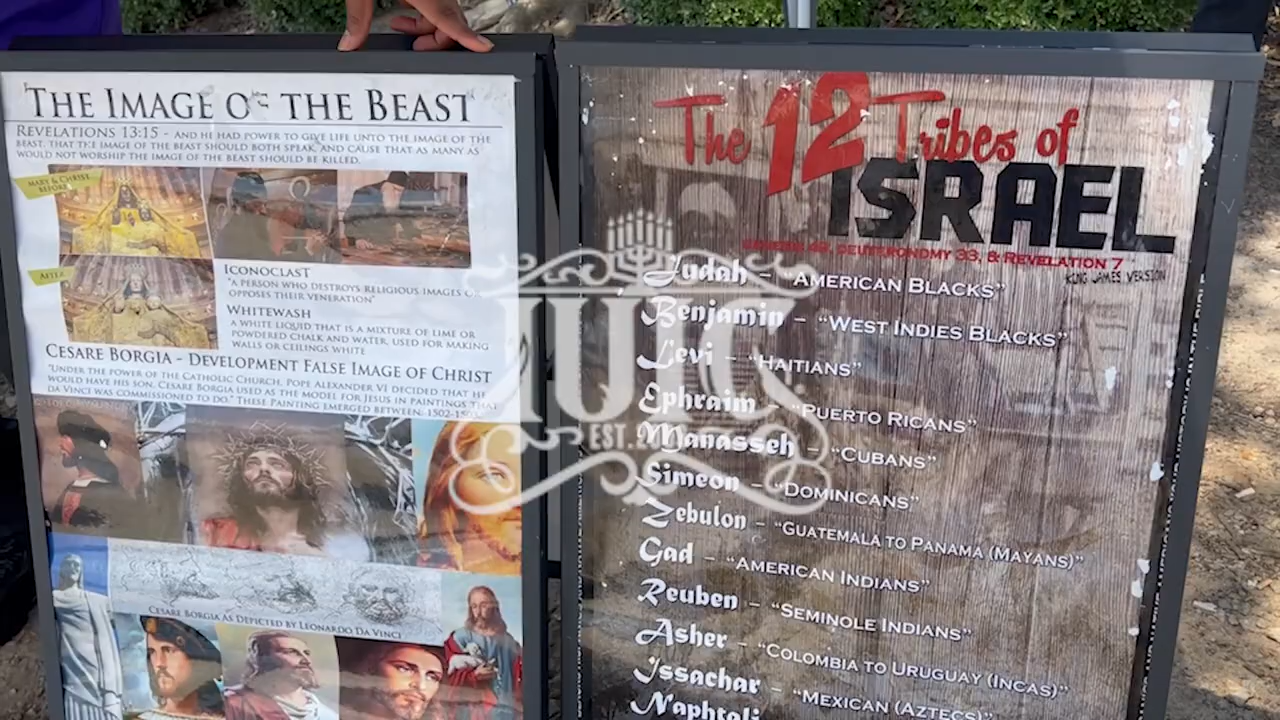 THE IMAGE OF THE BEAST
REVELATIONS 13:15 - AND HE HAD POWER TO GIVE LIFE UNTO THE IMAGE OF THE
BEAST, THAT THE IMAGE OF THE BEAST SHOULD BOTH SPEAK, AND CAUSE THAT AS MANY AS
WOULD NOT WORSHIP THE IMAGE OF THE BEAST SHOULD BE KILLED.
MARY & CHRIST
BEFORE
AFTER
ICONOCLAST
"A PERSON WHO DESTROYS RELIGIOUS IMAGES OR
OPPOSES THEIR VENERATION"
WHITEWASH
A WHITE LIQUID THAT IS A MIXTURE OF LIME OR
POWDERED CHALK AND WATER, USED FOR MAKING
WALLS OR CEILINGS WHITE
CESARE BORGIA - DEVELOPMENT FALSE IMAGE OF CHRIST
"UNDER THE POWER OF THE CATHOLIC CHURCH, POPE ALEXANDER VI DECIDED THAT HE
WOULD HAVE HIS SON, CESARE BORGIA USED AS THE MODEL FOR JESUS IN PAINTINGS THAT
DA VINCI WAS COMMISSIONED TO DO." THESE PAINTING EMERGED BETWEEN: 1502-1503
CESARE BORGIA AS DEPICTED BY LEONARDO DA VINCI
The 12 Tribes of
ISRAEL
GENESIS 49, DEUTERONOMY 33, & REVELATION 7
KING JAMES VERSION
Judah – "AMERICAN BLACKS"
Benjamin – "WEST INDIES BLACKS"
Levi – "HAITIANS"
Ephraim – "PUERTO RICANS"
Manasseh – "CUBANS"
Simeon – "DOMINICANS"
Zebulon – "GUATEMALA TO PANAMA (MAYANS)"
Gad – "AMERICAN INDIANS"
Reuben – "SEMINOLE INDIANS"
Asher – "COLOMBIA TO URUGUAY (INCAS)"
Issachar – "MEXICAN (AZTECS)"
Naphtali
IUIC
EST.